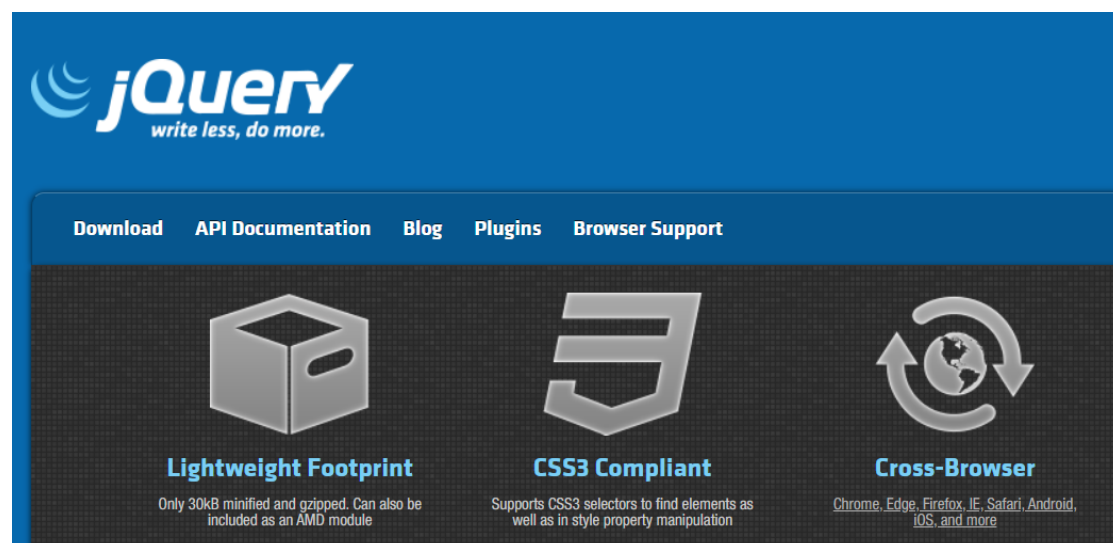 jQuery
write less, do more.
Download API Documentation Blog Plugins Browser Support
Lightweight Footprint
Only 30kB minified and gzipped. Can also be
included as an AMD module
CSS3 Compliant
Supports CSS3 selectors to find elements as
well as in style property manipulation
Cross-Browser
Chrome, Edge, Firefox, IE, Safari, Android,
iOS, and more